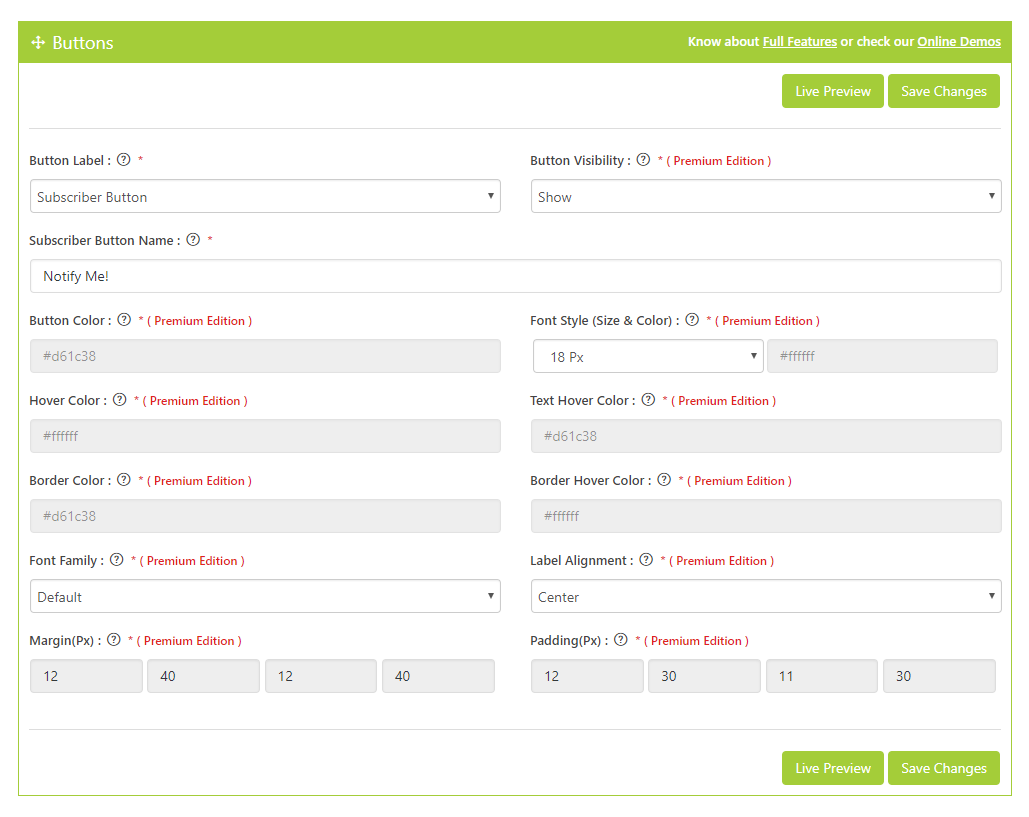 Buttons Know about Full Features or check our Online Demos
Live Preview Save Changes
Button Label : ? * Button Visibility : ? * ( Premium Edition )
Subscriber Button Show
Subscriber Button Name : ? *
Notify Me!
Button Color : ? * ( Premium Edition ) Font Style (Size & Color) : ? * ( Premium Edition )
#d61c38 18 Px #ffffff
Hover Color : ? * ( Premium Edition ) Text Hover Color : ? * ( Premium Edition )
#ffffff #d61c38
Border Color : ? * ( Premium Edition ) Border Hover Color : ? * ( Premium Edition )
#d61c38 #ffffff
Font Family : ? * ( Premium Edition ) Label Alignment : ? * ( Premium Edition )
Default Center
Margin(Px) : ? * ( Premium Edition ) Padding(Px) : ? * ( Premium Edition )
12 40 12 40 12 30 11 30
Live Preview Save Changes